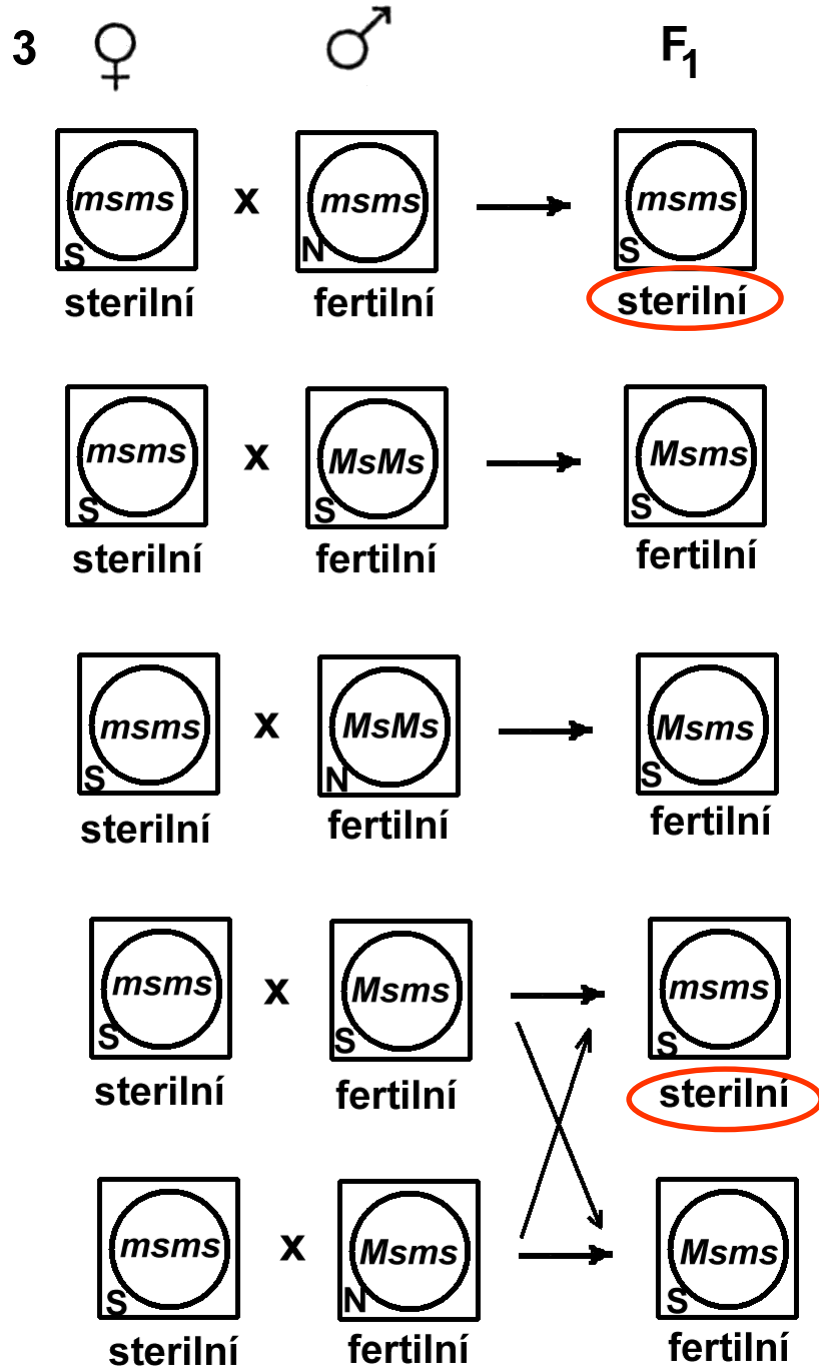 3 ♀ ♂ F1
msms x msms msms
S N S
sterilní fertilní sterilní
msms x MsMs Msms
S S S
sterilní fertilní fertilní
msms x MsMs Msms
S N S
sterilní fertilní fertilní
msms x Msms msms
S S S
sterilní fertilní sterilní
msms x Msms Msms
S N S
sterilní fertilní fertilní